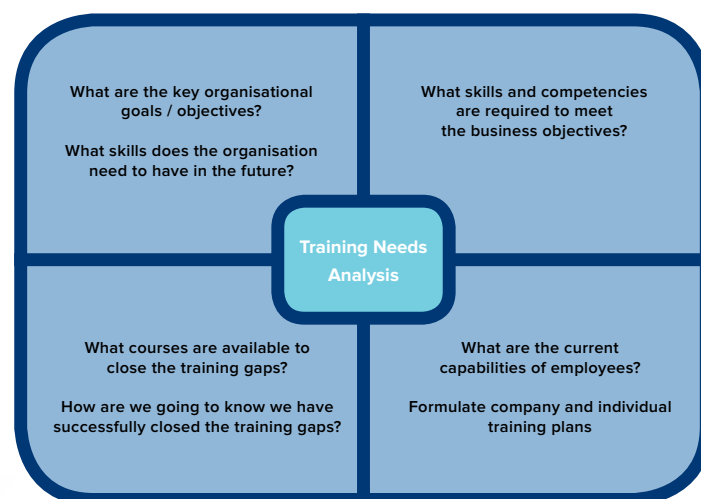 What are the key organisational
goals / objectives?
What skills does the organisation
need to have in the future?
What skills and competencies
are required to meet
the business objectives?
Training Needs
Analysis
What courses are available to
close the training gaps?
How are we going to know we have
successfully closed the training gaps?
What are the current
capabilities of employees?
Formulate company and individual
training plans